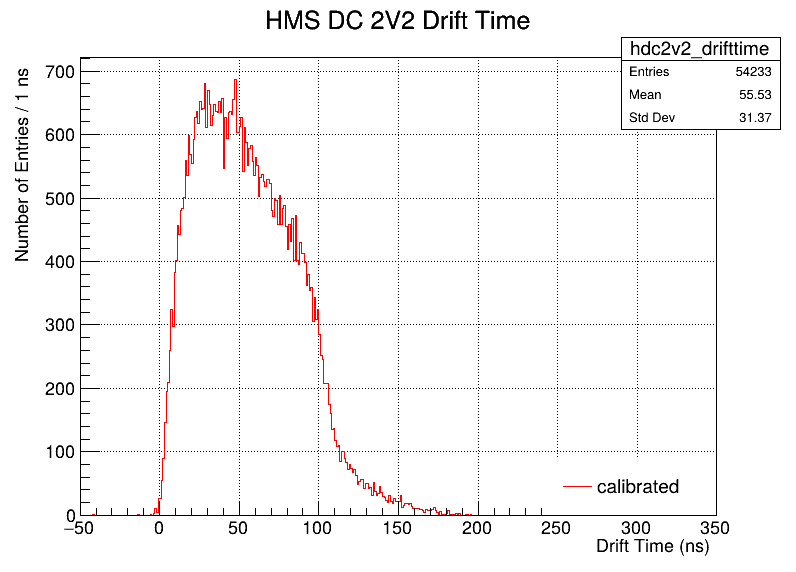 HMS DC 2V2 Drift Time
hdc2v2_drifttime
Entries 54233
Mean 55.53
Std Dev 31.37
Number of Entries / 1 ns
700
600
500
400
300
200
100
0
−50 0 50 100 150 200 250 300 350
calibrated
Drift Time (ns)